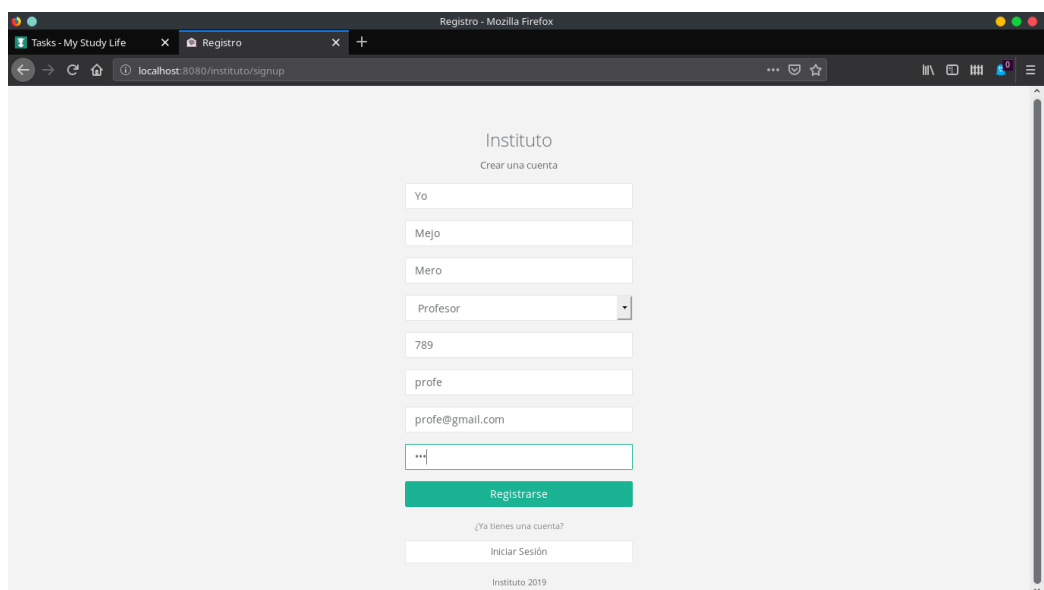 Registro - Mozilla Firefox
Tasks - My Study Life
Registro
localhost:8080/instituto/signup
0
Instituto
Crear una cuenta
Yo
Mejo
Mero
Profesor
789
profe
profe@gmail.com
•••
Registrarse
¿Ya tienes una cuenta?
Iniciar Sesión
Instituto 2019